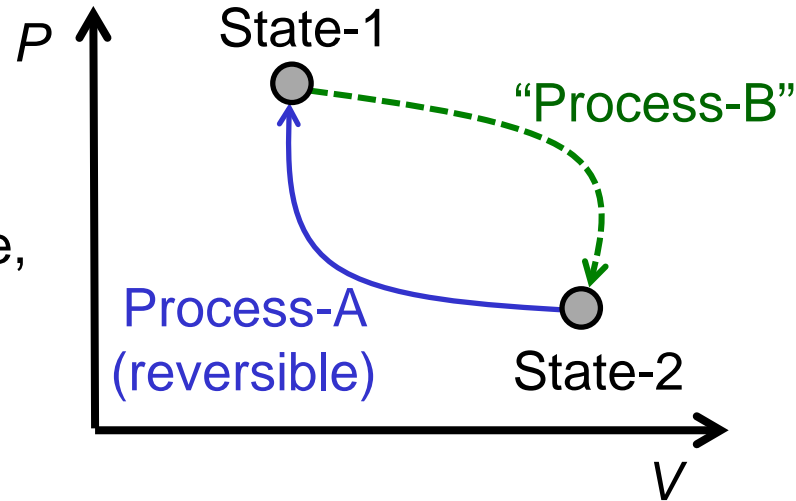 P
State-1
“Process-B”
e,
Process-A
(reversible)
State-2
V